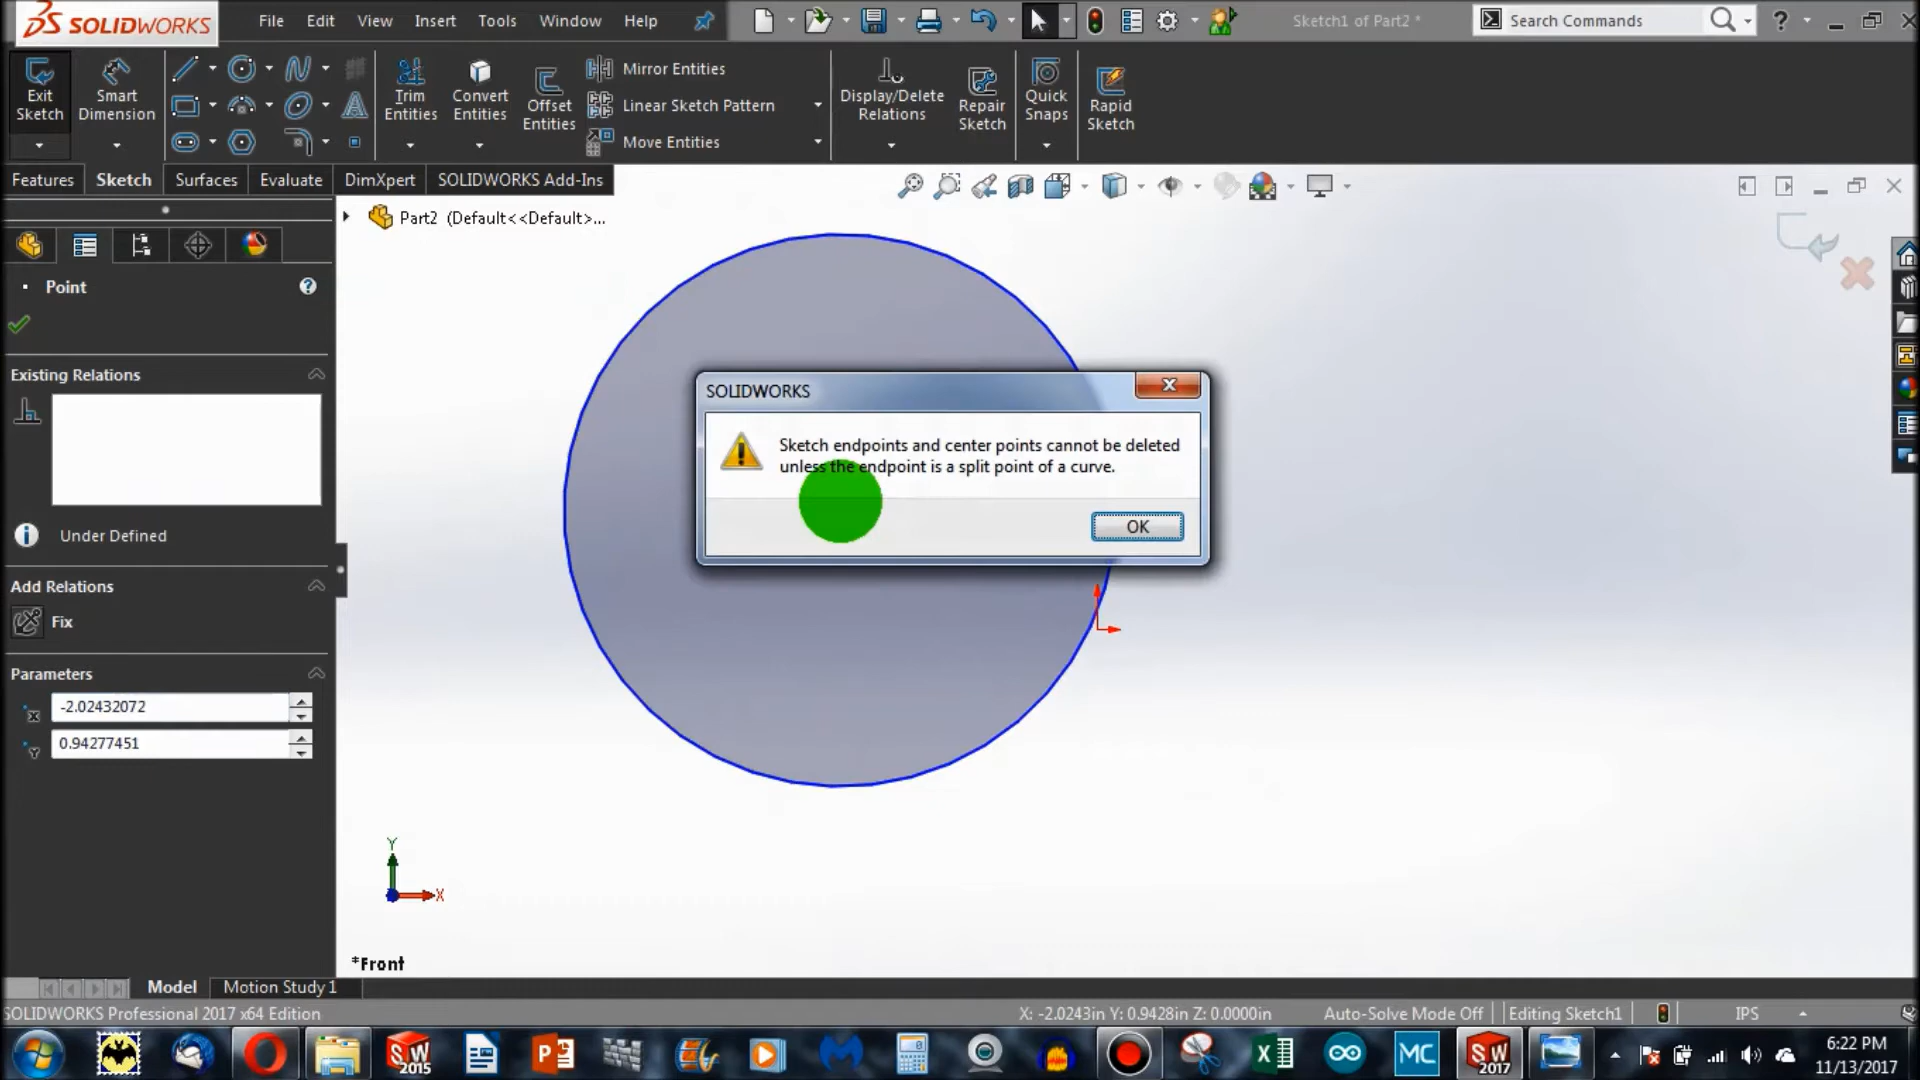 SOLIDWORKS
File Edit View Insert Tools Window Help
Sketch1 of Part2 *
Search Commands
Exit Sketch
Smart Dimension
Trim Entities
Convert Entities
Offset Entities
Mirror Entities
Linear Sketch Pattern
Move Entities
Display/Delete Relations
Repair Sketch
Quick Snaps
Rapid Sketch
Features Sketch Surfaces Evaluate DimXpert SOLIDWORKS Add-Ins
Part2 (Default<<Default>...
Point
Existing Relations
Under Defined
Add Relations
Fix
Parameters
-2.02432072
0.94277451
SOLIDWORKS
Sketch endpoints and center points cannot be deleted
unless the endpoint is a split point of a curve.
OK
Y
X
*Front
Model Motion Study 1
SOLIDWORKS Professional 2017 x64 Edition
X: -2.0243in Y: 0.9428in Z: 0.0000in
Auto-Solve Mode Off
Editing Sketch1
IPS
SW 2015
P
X
MC
SW 2017
6:22 PM
11/13/2017